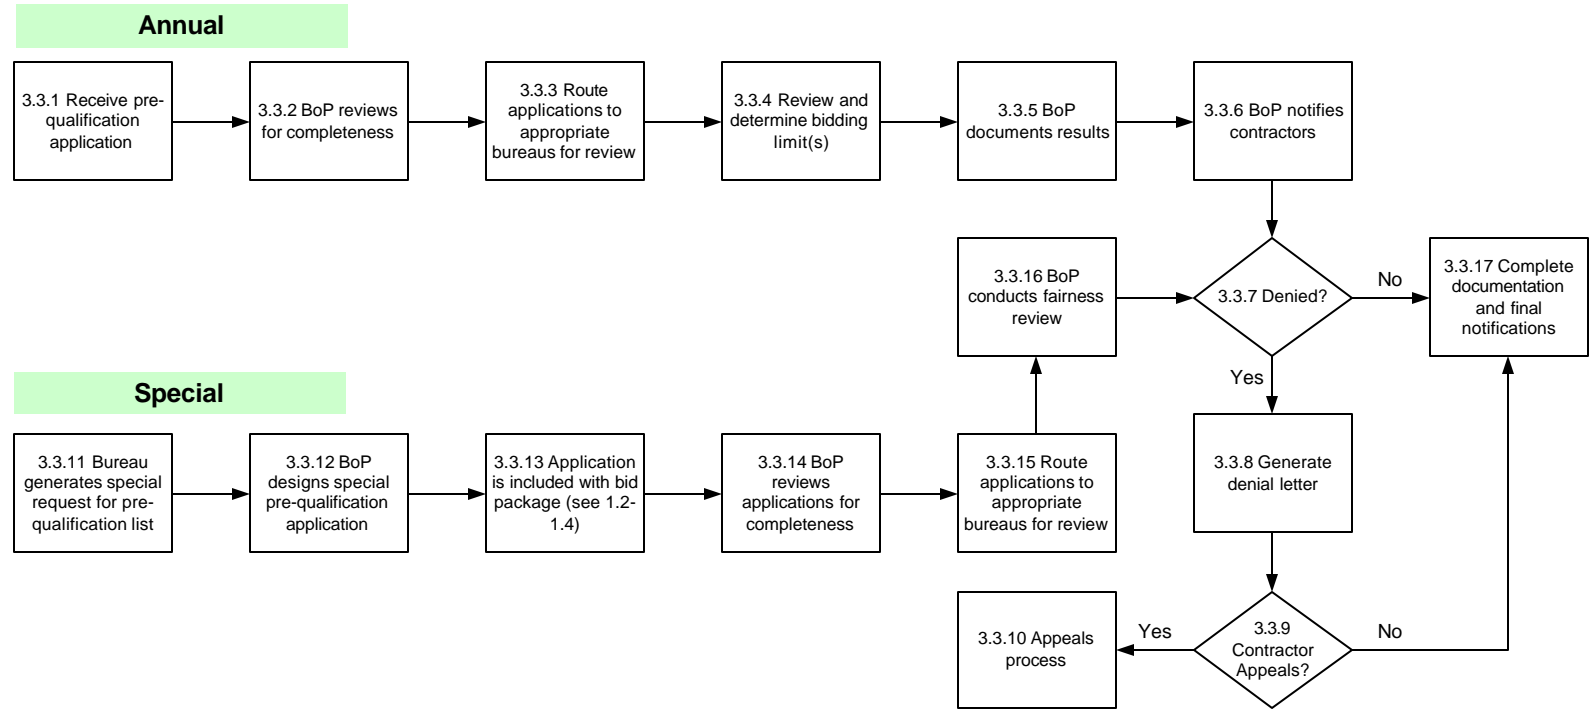 Annual
3.3.1 Receive pre-
qualification
application
3.3.2 BoP reviews
for completeness
3.3.3 Route
applications to
appropriate
bureaus for review
3.3.4 Review and
determine bidding
limit(s)
3.3.5 BoP
documents results
3.3.6 BoP notifies
contractors
3.3.16 BoP
conducts fairness
review
3.3.7 Denied?
No
3.3.17 Complete
documentation
and final
notifications
Yes
Special
3.3.11 Bureau
generates special
request for pre-
qualification list
3.3.12 BoP
designs special
pre-qualification
application
3.3.13 Application
is included with bid
package (see 1.2-
1.4)
3.3.14 BoP
reviews
applications for
completeness
3.3.15 Route
applications to
appropriate
bureaus for review
3.3.8 Generate
denial letter
3.3.10 Appeals
process
Yes
3.3.9
Contractor
Appeals?
No